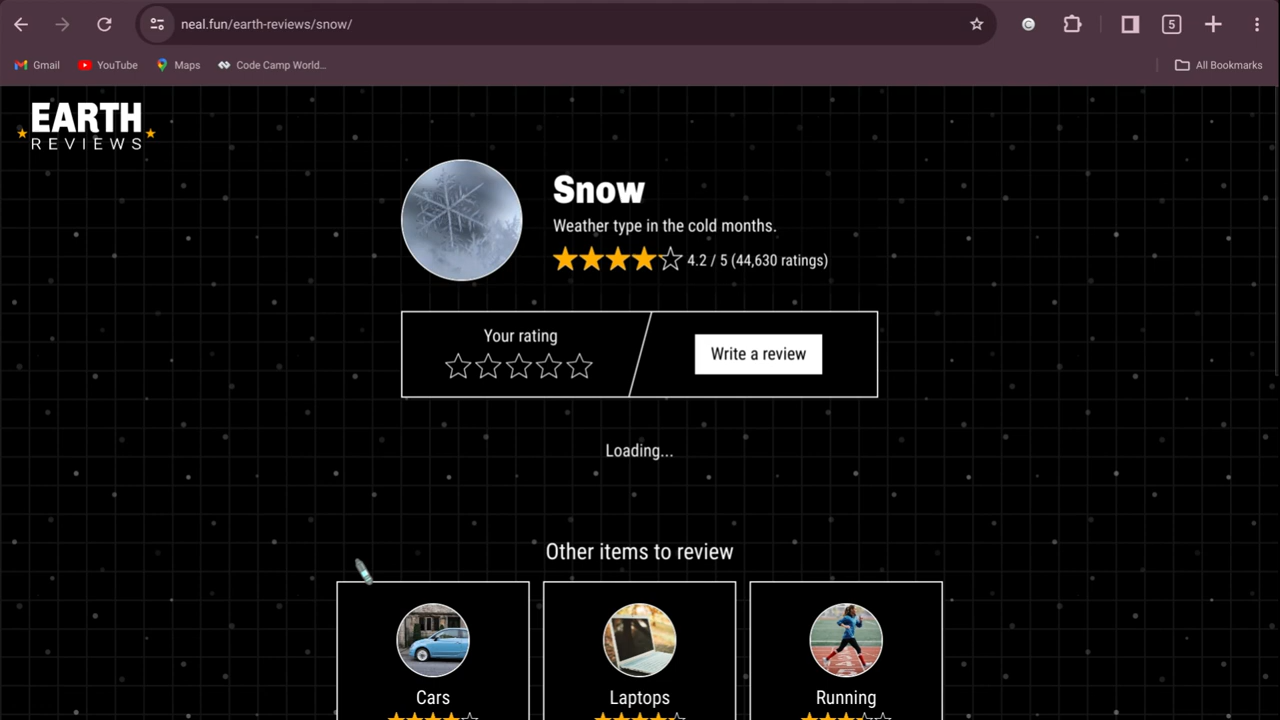 neal.fun/earth-reviews/snow/
5
Gmail
YouTube
Maps
Code Camp World...
All Bookmarks
EARTH
REVIEWS
Snow
Weather type in the cold months.
4.2 / 5 (44,630 ratings)
Your rating
Write a review
Loading...
Other items to review
Cars
Laptops
Running